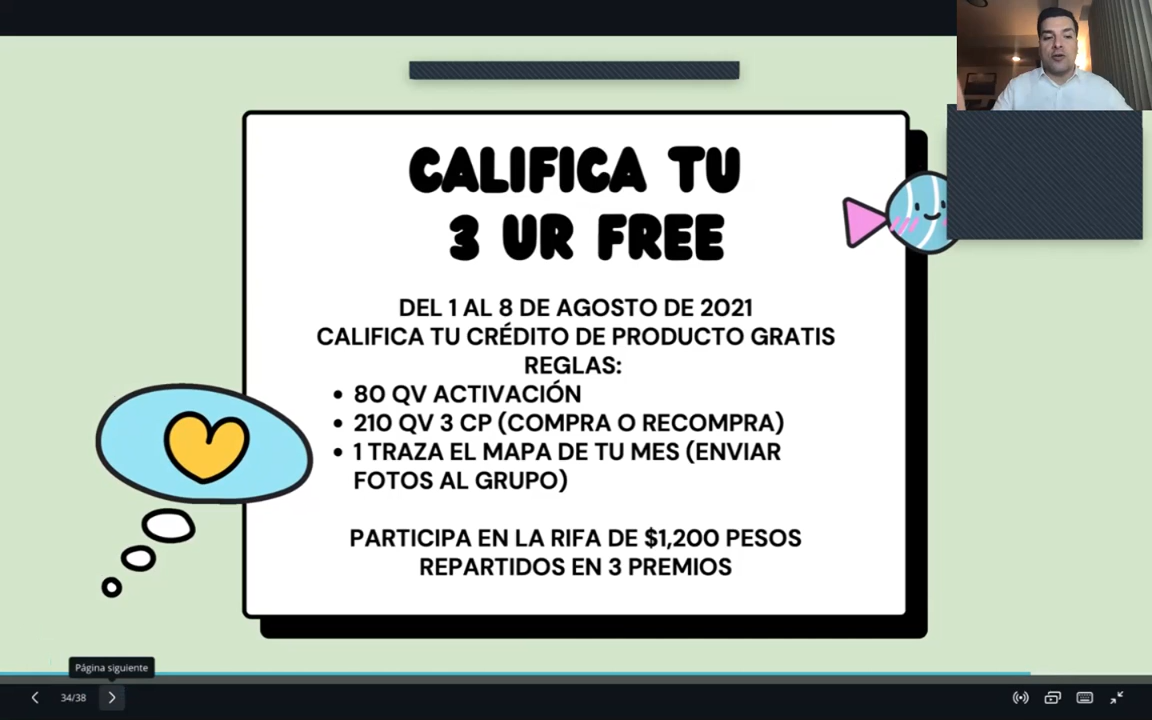 CALIFICA TU
3 UR FREE
DEL 1 AL 8 DE AGOSTO DE 2021
CALIFICA TU CRÉDITO DE PRODUCTO GRATIS
REGLAS:
• 80 QV ACTIVACIÓN
• 210 QV 3 CP (COMPRA O RECOMPRA)
• 1 TRAZA EL MAPA DE TU MES (ENVIAR
FOTOS AL GRUPO)
PARTICIPA EN LA RIFA DE $1,200 PESOS
REPARTIDOS EN 3 PREMIOS
Página siguiente
34/38